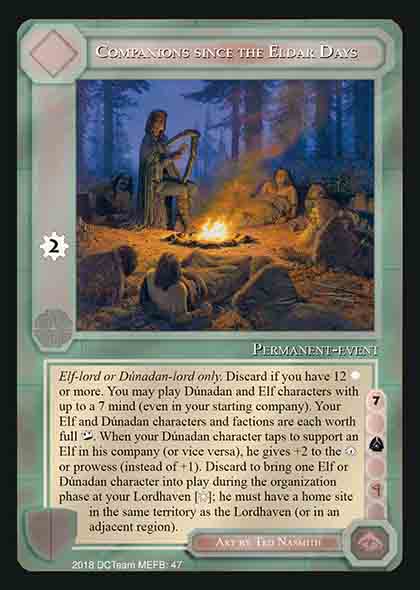 Companions since the Eldar Days
2
Permanent-event
Elf-lord or Dúnadan-lord only. Discard if you have 12
or more. You may play Dúnadan and Elf characters with
up to a 7 mind (even in your starting company). Your
Elf and Dúnadan characters and factions are each worth
full . When your Dúnadan character taps to support an
Elf in his company (or vice versa), he gives +2 to the
or prowess (instead of +1). Discard to bring one Elf or
Dúnadan character into play during the organization
phase at your Lordhaven [ ]; he must have a home site
in the same territory as the Lordhaven (or in an
adjacent region).
7
Art by Ted Nasmith
2018 DCTeam MEFB: 47